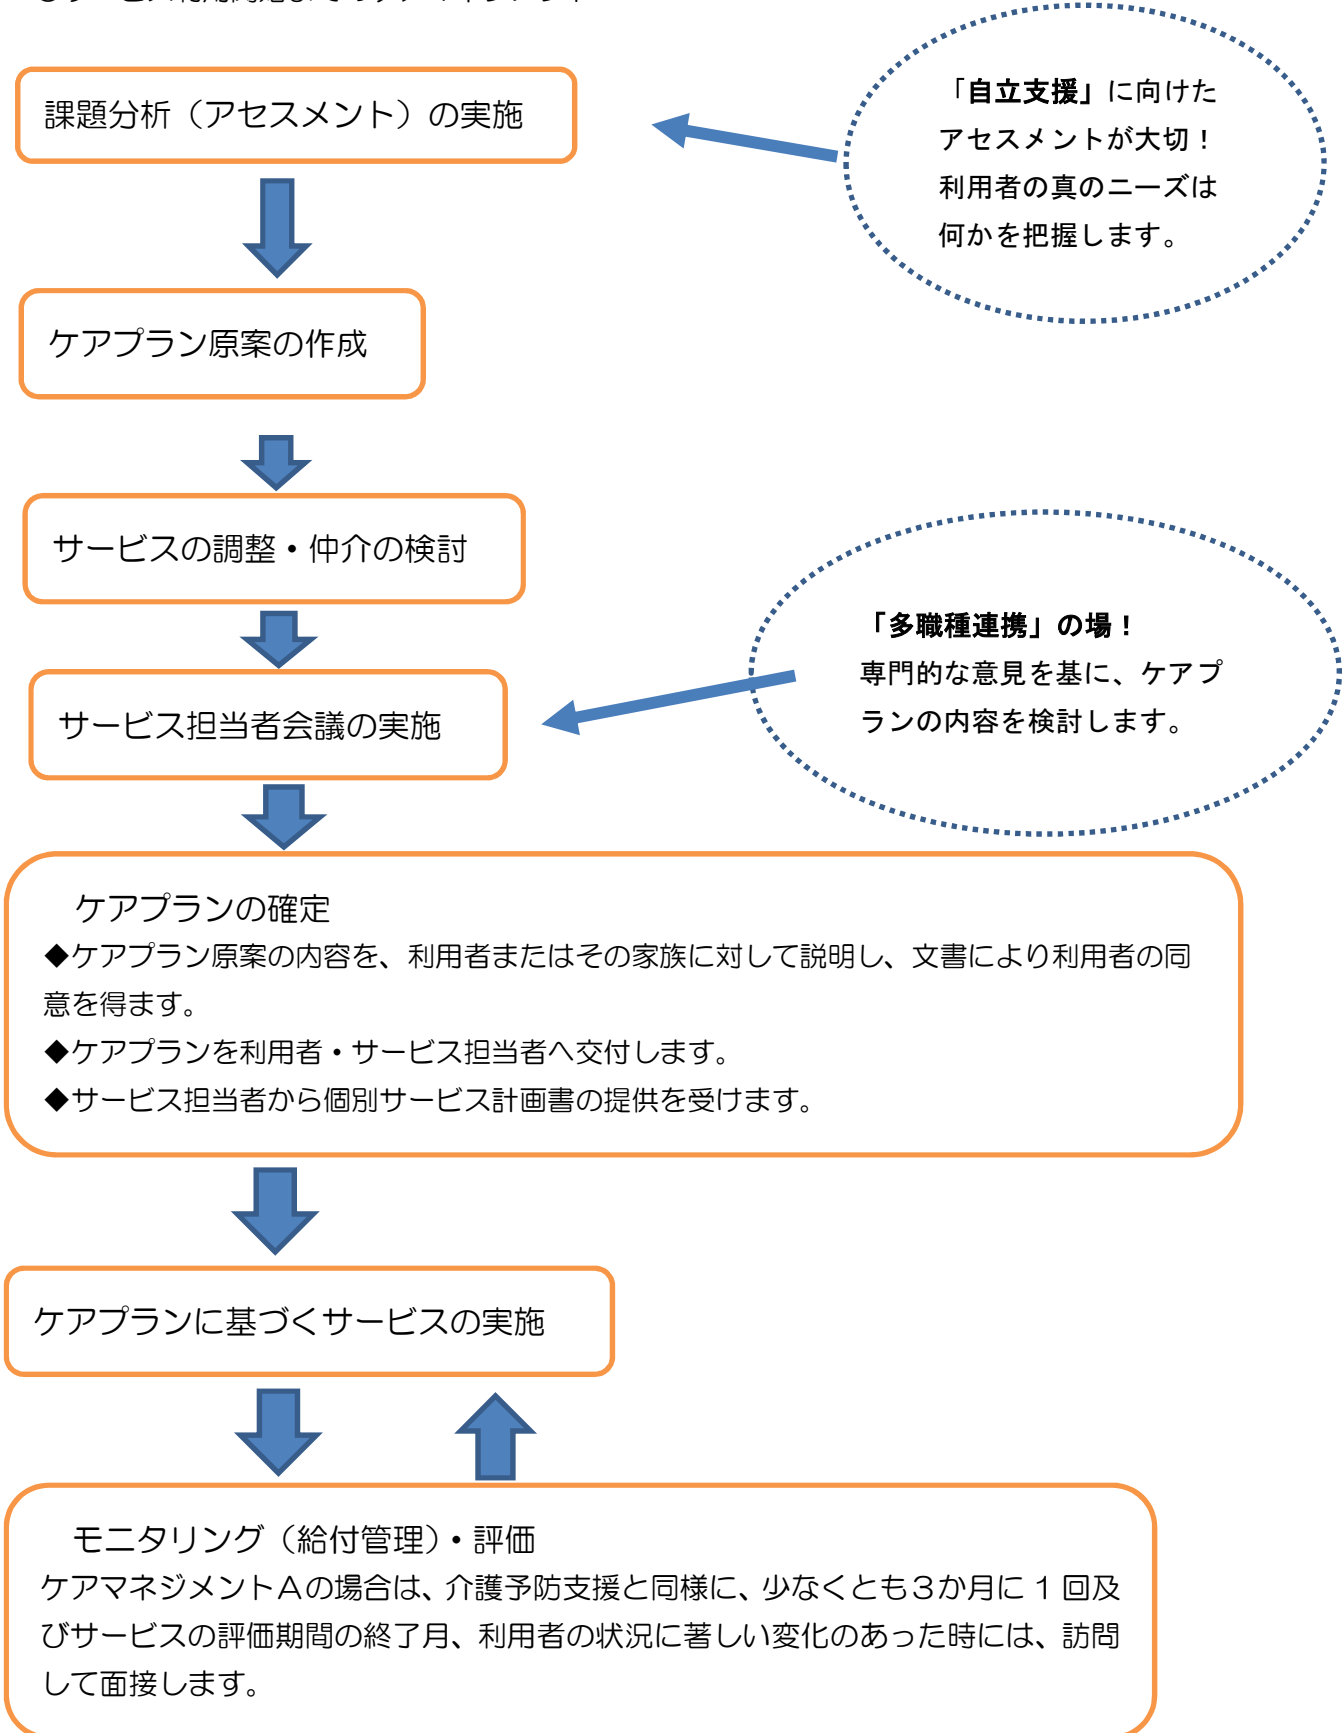 課題分析（アセスメント）の実施
「自立支援」に向けた
アセスメントが大切！
利用者の真のニーズは
何かを把握します。
ケアプラン原案の作成
サービスの調整・仲介の検討
「多職種連携」の場！
専門的な意見を基に、ケアプ
ランの内容を検討します。
サービス担当者会議の実施
ケアプランの確定
◆ケアプラン原案の内容を、利用者またはその家族に対して説明し、文書により利用者の同
意を得ます。
◆ケアプランを利用者・サービス担当者へ交付します。
◆サービス担当者から個別サービス計画書の提供を受けます。
ケアプランに基づくサービスの実施
モニタリング（給付管理）・評価
ケアマネジメントＡの場合は、介護予防支援と同様に、少なくとも３か月に 1 回及
びサービスの評価期間の終了月、利用者の状況に著しい変化のあった時には、訪問
して面接します。